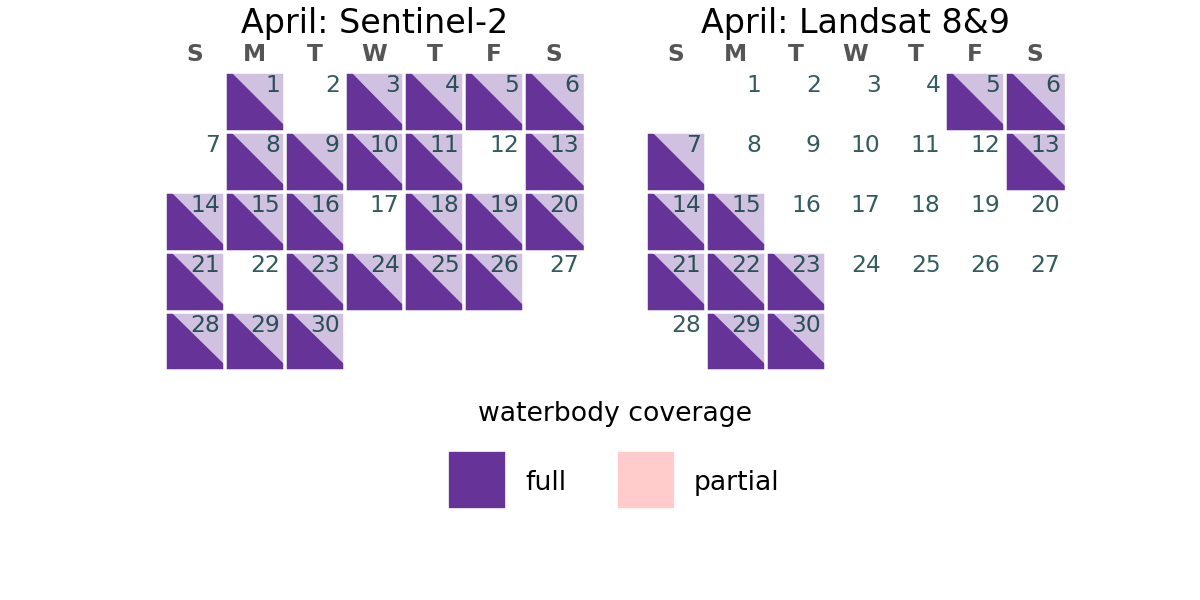 April: Sentinel-2
S M T W T F S
1 2 3 4 5 6
7 8 9 10 11 12 13
14 15 16 17 18 19 20
21 22 23 24 25 26 27
28 29 30
April: Landsat 8&9
S M T W T F S
1 2 3 4 5 6
7 8 9 10 11 12 13
14 15 16 17 18 19 20
21 22 23 24 25 26 27
28 29 30
waterbody coverage
full partial